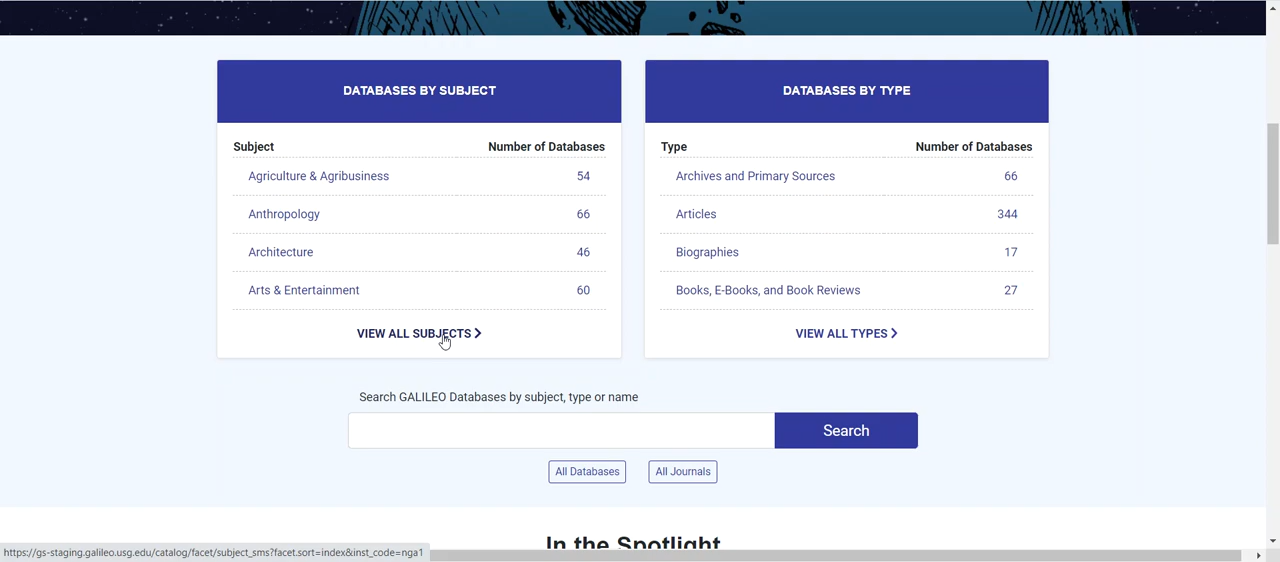 DATABASES BY SUBJECT
Subject Number of Databases
Agriculture & Agribusiness 54
Anthropology 66
Architecture 46
Arts & Entertainment 60
VIEW ALL SUBJECTS
DATABASES BY TYPE
Type Number of Databases
Archives and Primary Sources 66
Articles 344
Biographies 17
Books, E-Books, and Book Reviews 27
VIEW ALL TYPES
Search GALILEO Databases by subject, type or name
Search
All Databases All Journals
In the Spotlight
https://gs-staging.galileo.usg.edu/catalog/facet/subject_sms?facet.sort=index&inst_code=nga1